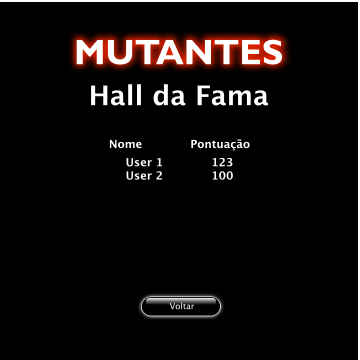 MUTANTES
Hall da Fama
Nome Pontuação
User 1 123
User 2 100
Voltar